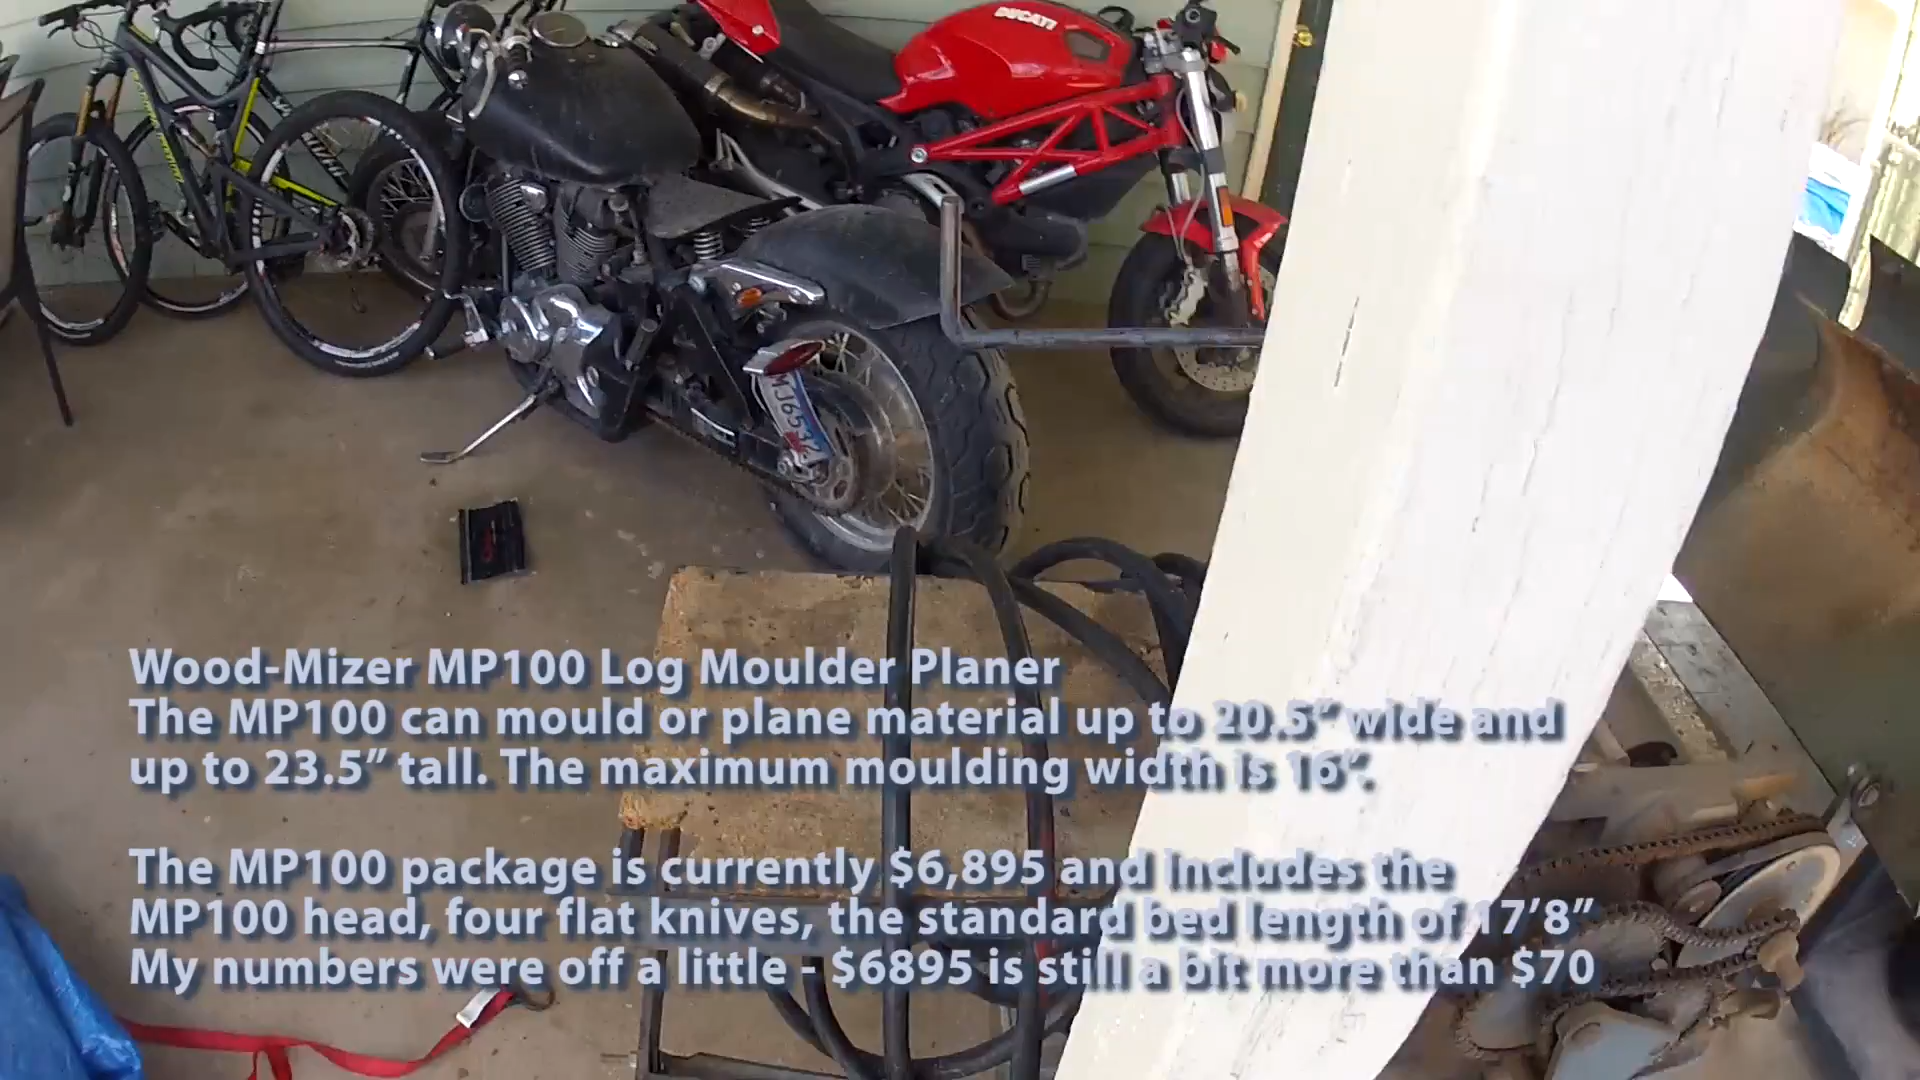 DUCATI
Wood-Mizer MP100 Log Moulder Planer
The MP100 can mould or plane material up to 20.5” wide and
up to 23.5” tall. The maximum moulding width is 16”.
The MP100 package is currently $6,895 and includes the
MP100 head, four flat knives, the standard bed length of 17’8”
My numbers were off a little - $6895 is still a bit more than $70